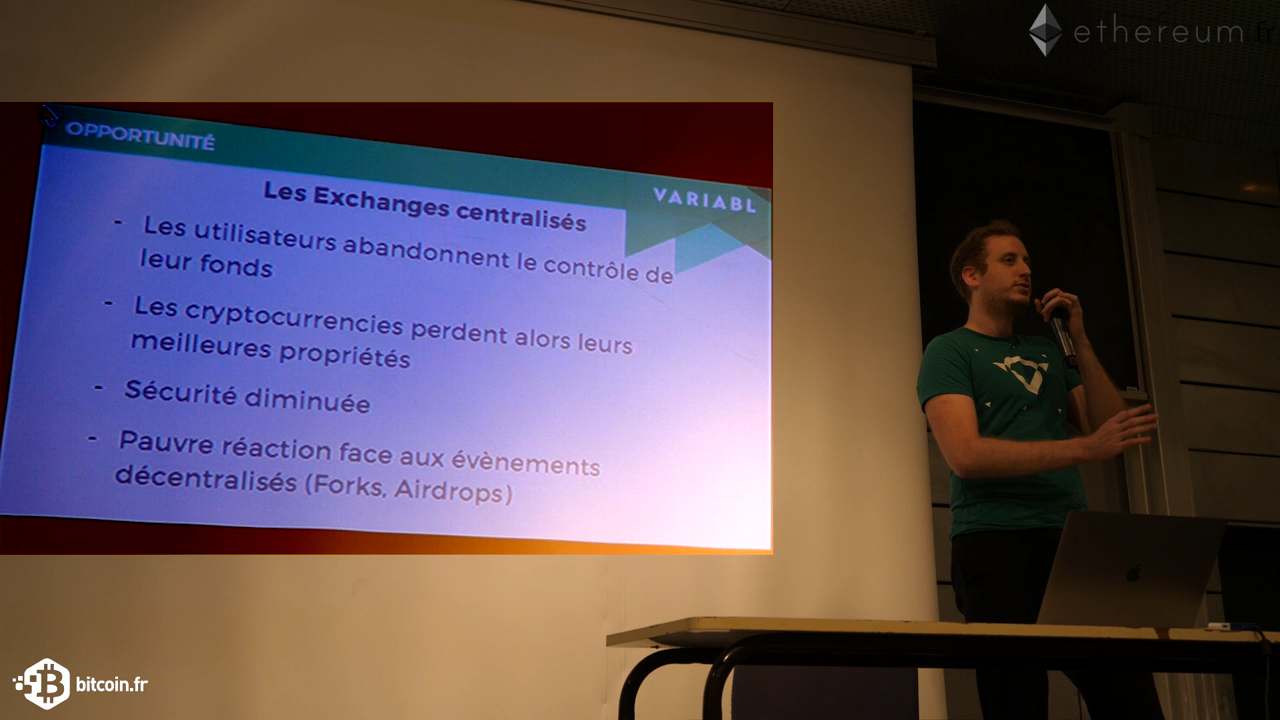 ethereum fr
OPPORTUNITÉ
VARIABL
Les Exchanges centralisés
- Les utilisateurs abandonnent le contrôle de
leur fonds
- Les cryptocurrencies perdent alors leurs
meilleures propriétés
- Sécurité diminuée
- Pauvre réaction face aux évènements
décentralisés (Forks, Airdrops)
bitcoin.fr